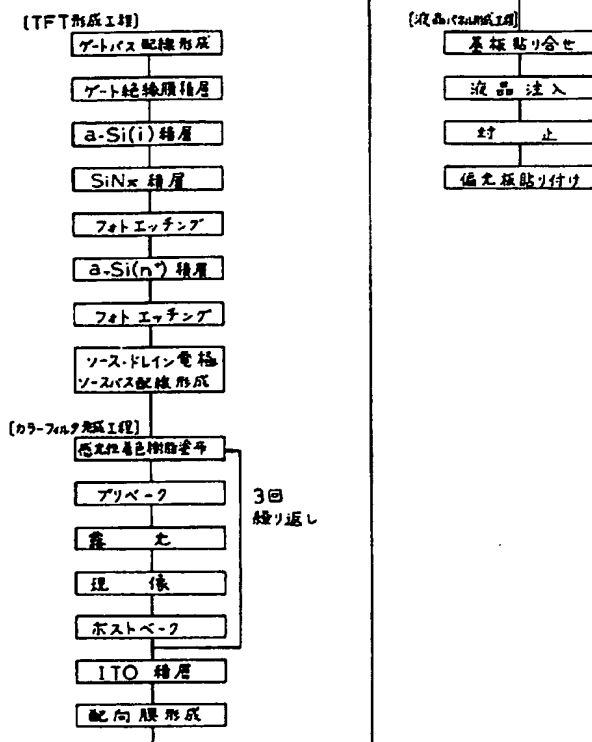 [TFT形成工程]
ゲートバス配線形成
ゲート絶縁膜積層
a-Si(i)積層
SiNx積層
フォトエッチング
a-Si(n⁺)積層
フォトエッチング
ソース・ドレイン電極
ソースバス配線形成
[カラーフィルタ形成工程]
感光性着色樹脂塗布
プリベーク
露光
現像
ポストベーク
3回
繰り返し
ITO積層
配向膜形成
[液晶パネル形成工程]
基板貼り合せ
液晶注入
封止
偏光板貼り付け